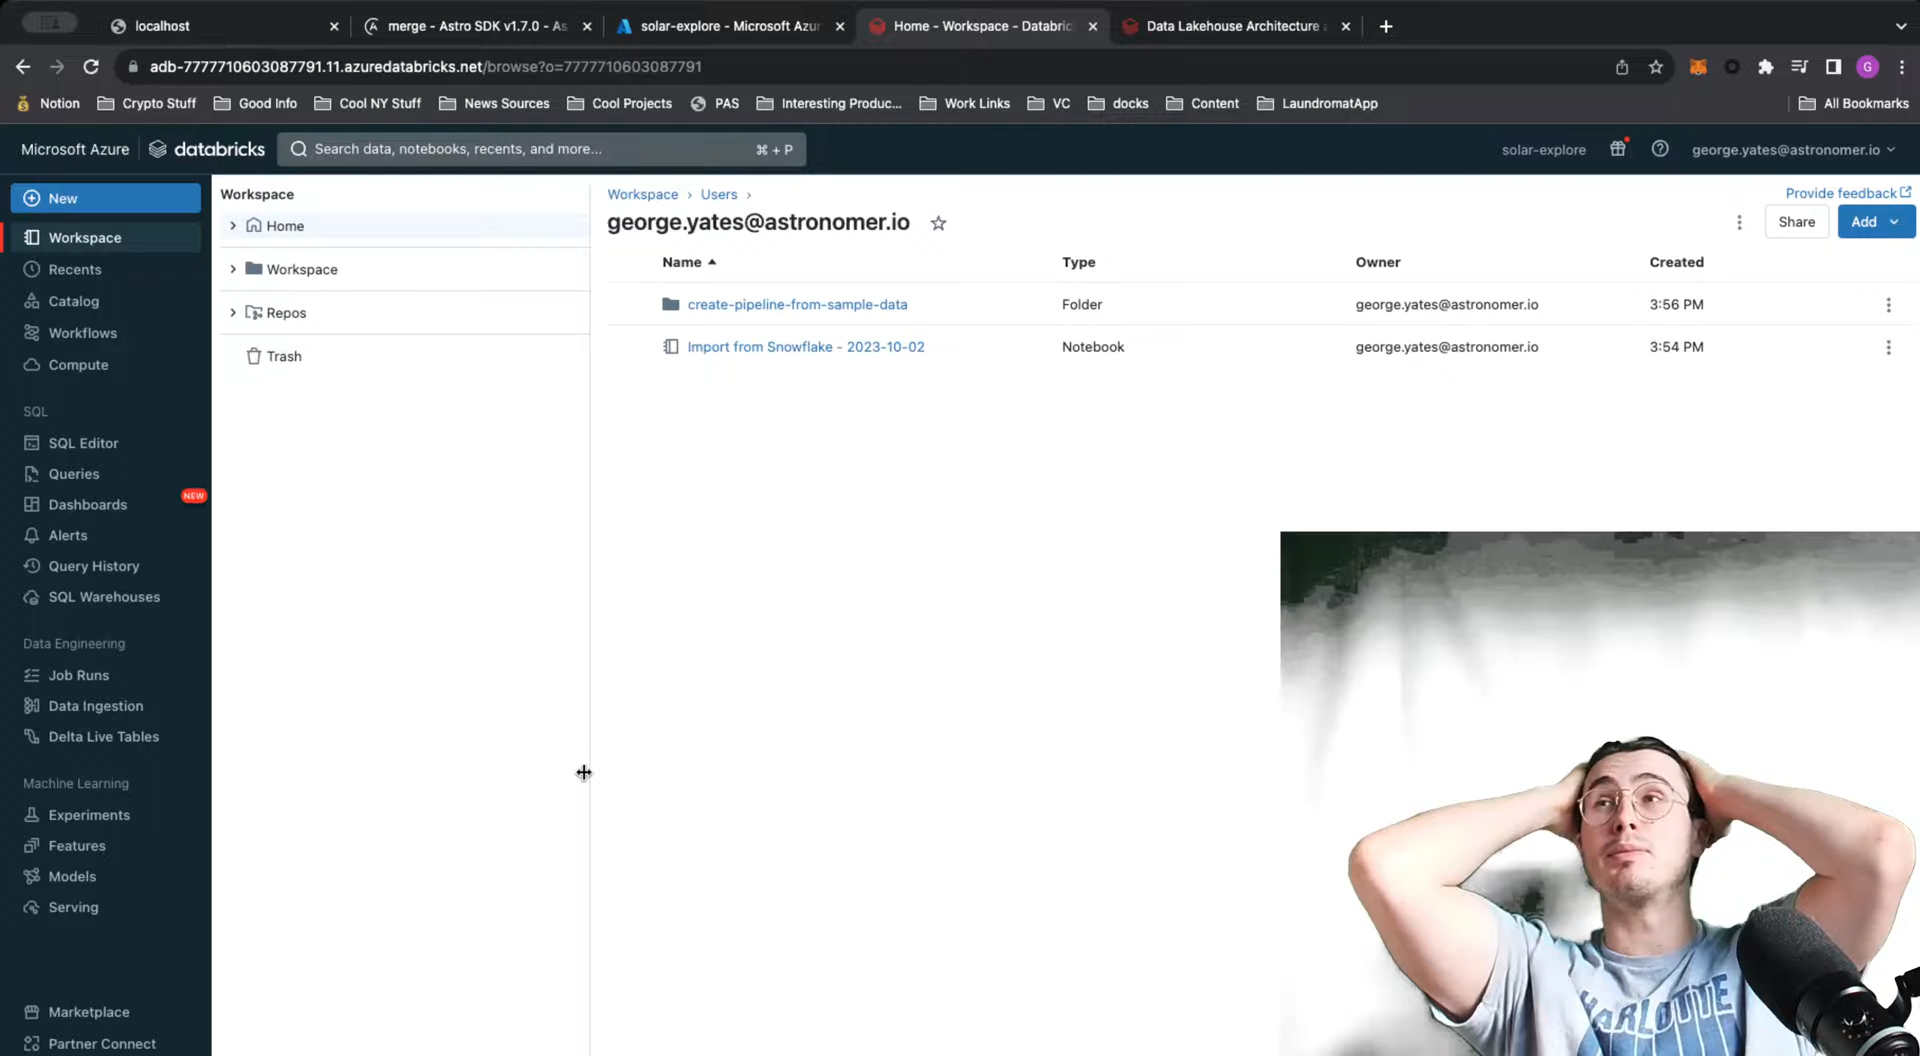 localhost
merge - Astro SDK v1.7.0 - As
solar-explore - Microsoft Azur
Home - Workspace - Databric
Data Lakehouse Architecture a
adb-7777710603087791.11.azuredatabricks.net/browse?o=7777710603087791
G
Notion
Crypto Stuff
Good Info
Cool NY Stuff
News Sources
Cool Projects
PAS
Interesting Produc...
Work Links
VC
docks
Content
LaundromatApp
All Bookmarks
Microsoft Azure
databricks
Search data, notebooks, recents, and more...
⌘ + P
solar-explore
george.yates@astronomer.io
New
Workspace
Recents
Catalog
Workflows
Compute
SQL
SQL Editor
Queries
Dashboards
NEW
Alerts
Query History
SQL Warehouses
Data Engineering
Job Runs
Data Ingestion
Delta Live Tables
Machine Learning
Experiments
Features
Models
Serving
Marketplace
Partner Connect
Workspace
Home
Workspace
Repos
Trash
Workspace › Users ›
Provide feedback
george.yates@astronomer.io
Share
Add
Name Type Owner Created
create-pipeline-from-sample-data Folder george.yates@astronomer.io 3:56 PM
Import from Snowflake - 2023-10-02 Notebook george.yates@astronomer.io 3:54 PM